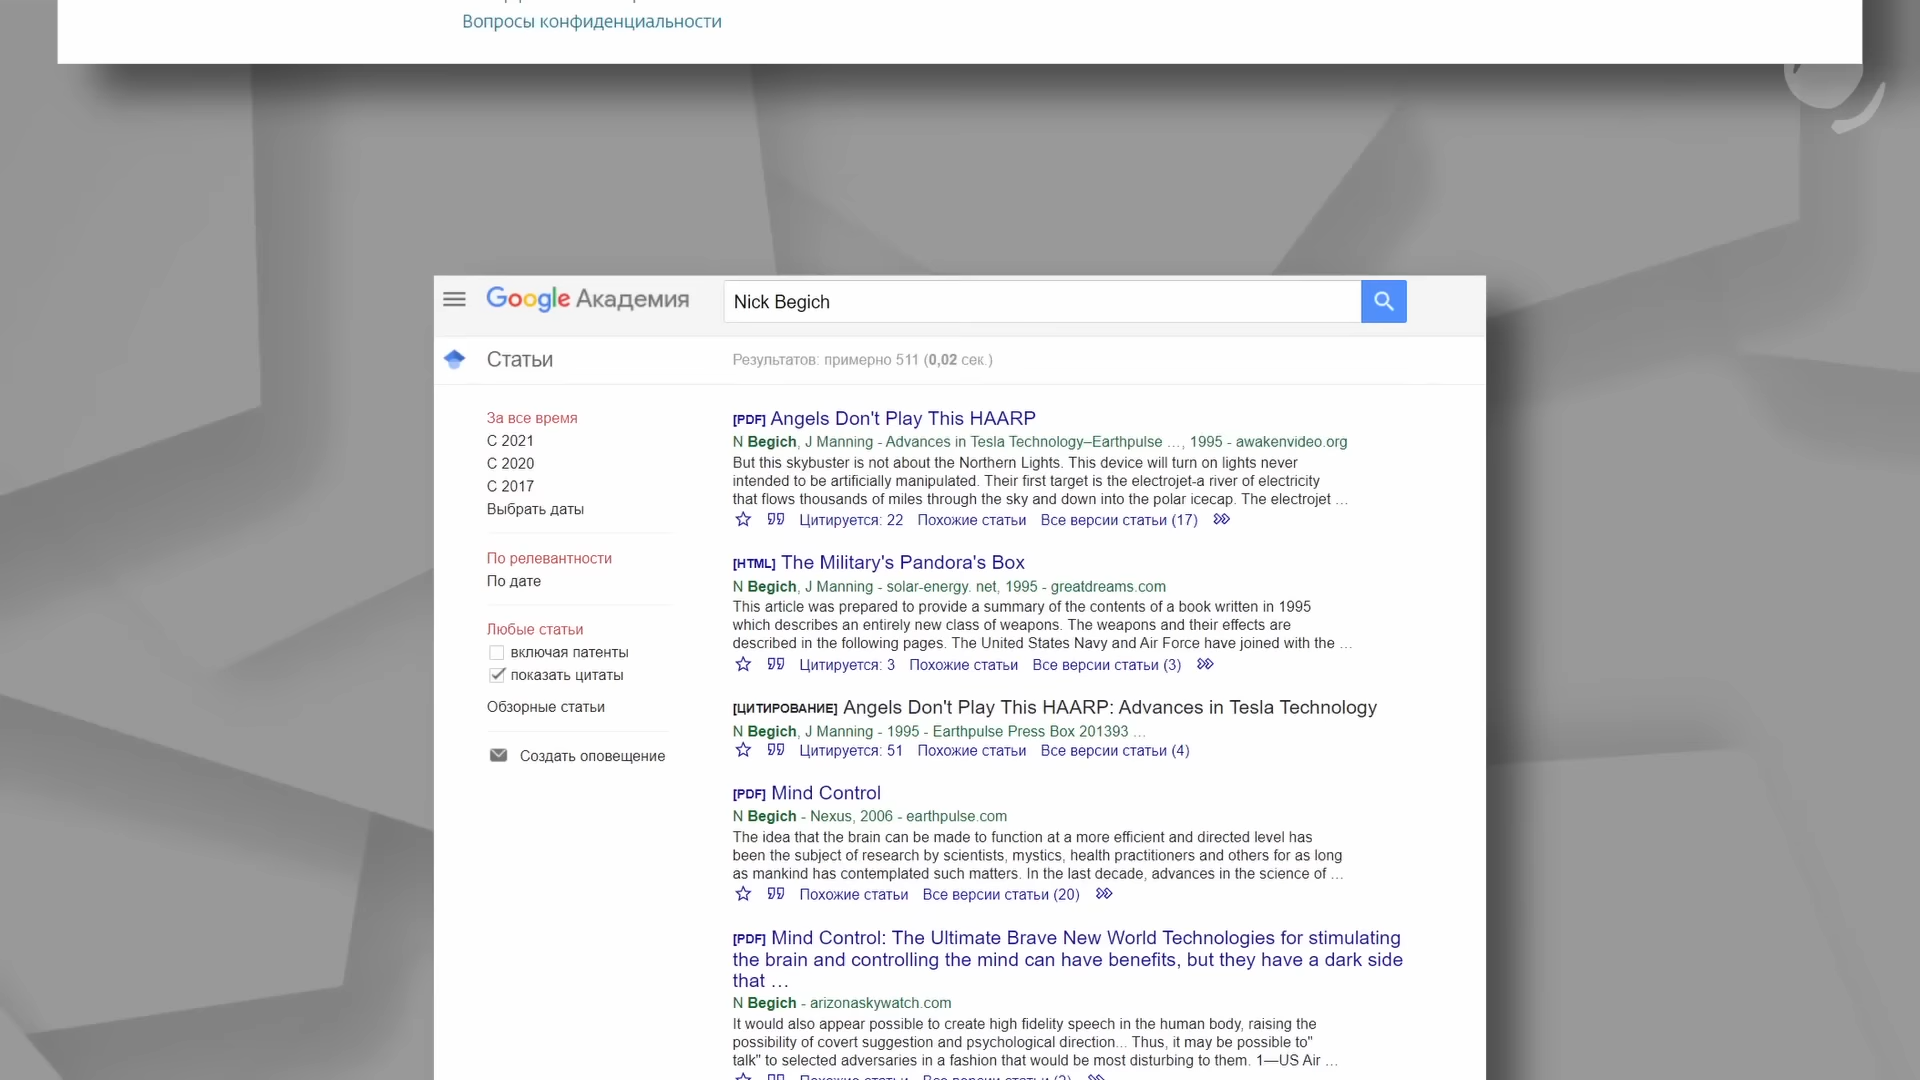 Вопросы конфиденциальности
Google Академия
Nick Begich
Статьи
Результатов: примерно 511 (0,02 сек.)
За все время
С 2021
С 2020
С 2017
Выбрать даты
По релевантности
По дате
Любые статьи
включая патенты
показать цитаты
Обзорные статьи
Создать оповещение
[PDF] Angels Don't Play This HAARP
N Begich, J Manning - Advances in Tesla Technology–Earthpulse …, 1995 - awakenvideo.org
But this skybuster is not about the Northern Lights. This device will turn on lights never
intended to be artificially manipulated. Their first target is the electrojet-a river of electricity
that flows thousands of miles through the sky and down into the polar icecap. The electrojet …
Цитируется: 22 Похожие статьи Все версии статьи (17)
[HTML] The Military's Pandora's Box
N Begich, J Manning - solar-energy. net, 1995 - greatdreams.com
This article was prepared to provide a summary of the contents of a book written in 1995
which describes an entirely new class of weapons. The weapons and their effects are
described in the following pages. The United States Navy and Air Force have joined with the …
Цитируется: 3 Похожие статьи Все версии статьи (3)
[ЦИТИРОВАНИЕ] Angels Don't Play This HAARP: Advances in Tesla Technology
N Begich, J Manning - 1995 - Earthpulse Press Box 201393 …
Цитируется: 51 Похожие статьи Все версии статьи (4)
[PDF] Mind Control
N Begich - Nexus, 2006 - earthpulse.com
The idea that the brain can be made to function at a more efficient and directed level has
been the subject of research by scientists, mystics, health practitioners and others for as long
as mankind has contemplated such matters. In the last decade, advances in the science of …
Похожие статьи Все версии статьи (20)
[PDF] Mind Control: The Ultimate Brave New World Technologies for stimulating
the brain and controlling the mind can have benefits, but they have a dark side
that …
N Begich - arizonaskywatch.com
It would also appear possible to create high fidelity speech in the human body, raising the
possibility of covert suggestion and psychological direction... Thus, it may be possible to"
talk" to selected adversaries in a fashion that would be most disturbing to them. 1—US Air …